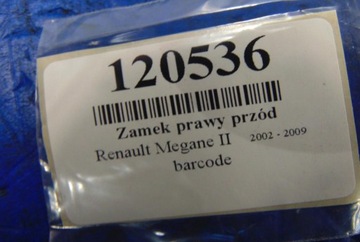 120536
Zamek prawy przód
Renault Megane II 2002 - 2009
barcode